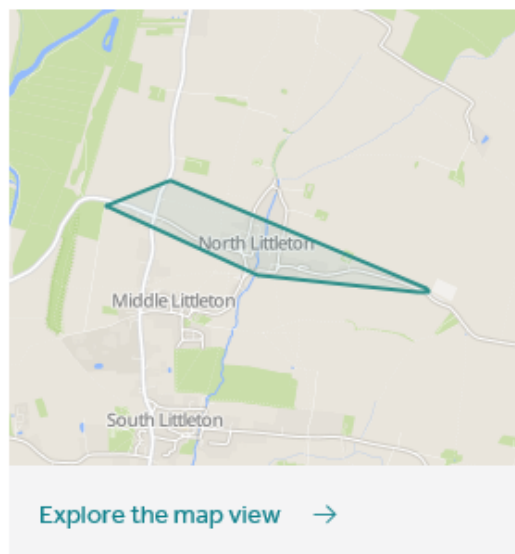 North Littleton
Middle Littleton
South Littleton
Explore the map view →